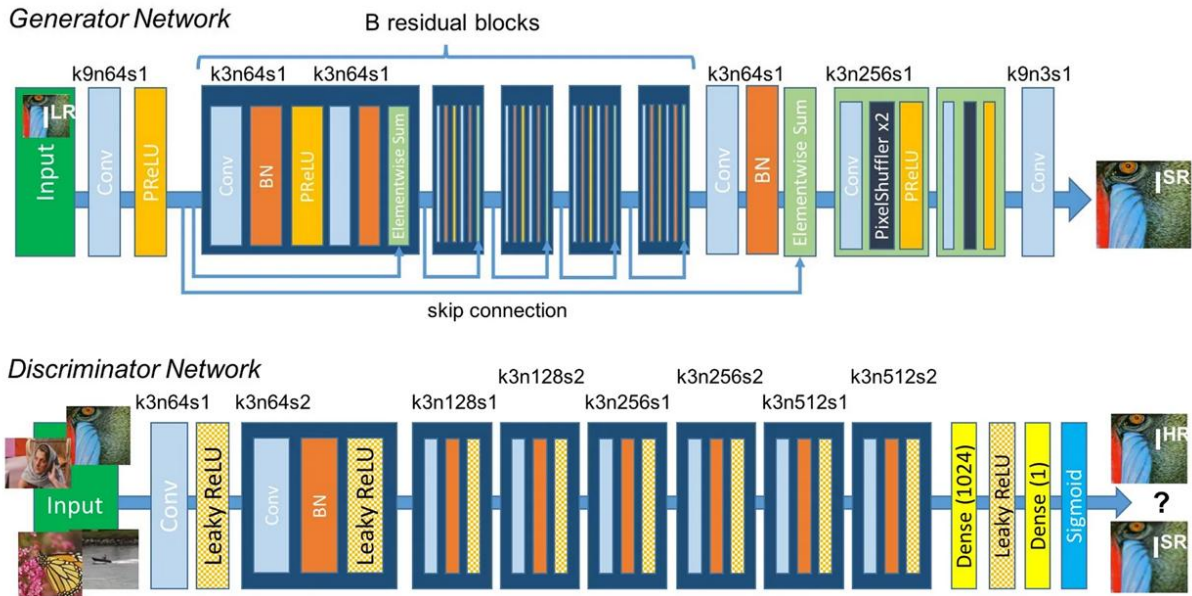 Generator Network
B residual blocks
k9n64s1
k3n64s1
k3n64s1
k3n64s1
k3n256s1
k9n3s1
I LR
Input
Conv
PReLU
Conv
BN
PReLU
Elementwise Sum
Conv
BN
Elementwise Sum
Conv
PixelShuffler x2
PReLU
Conv
I SR
skip connection
Discriminator Network
k3n128s2
k3n256s2
k3n512s2
k3n64s1
k3n64s2
k3n128s1
k3n256s1
k3n512s1
Input
Conv
Leaky ReLU
Conv
BN
Leaky ReLU
Dense (1024)
Leaky ReLU
Dense (1)
Sigmoid
I HR
?
I SR